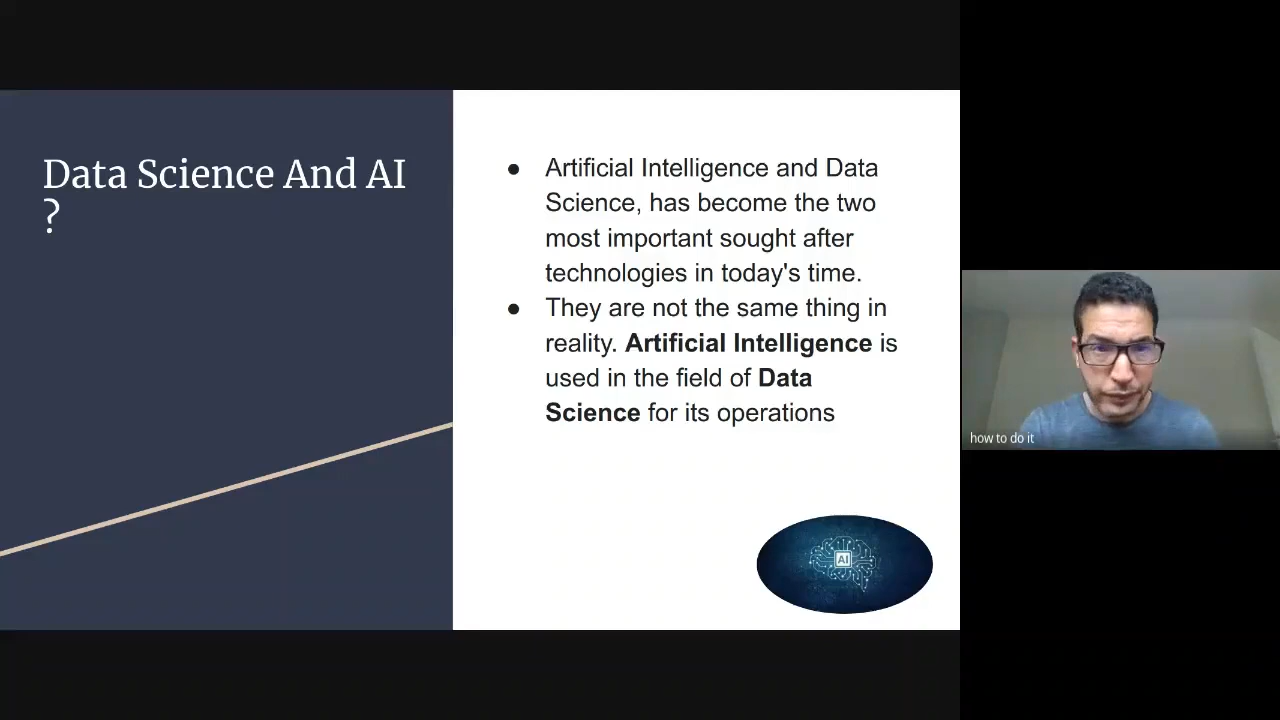 Data Science And AI
?
● Artificial Intelligence and Data
Science, has become the two
most important sought after
technologies in today's time.
● They are not the same thing in
reality. Artificial Intelligence is
used in the field of Data
Science for its operations
AI
how to do it